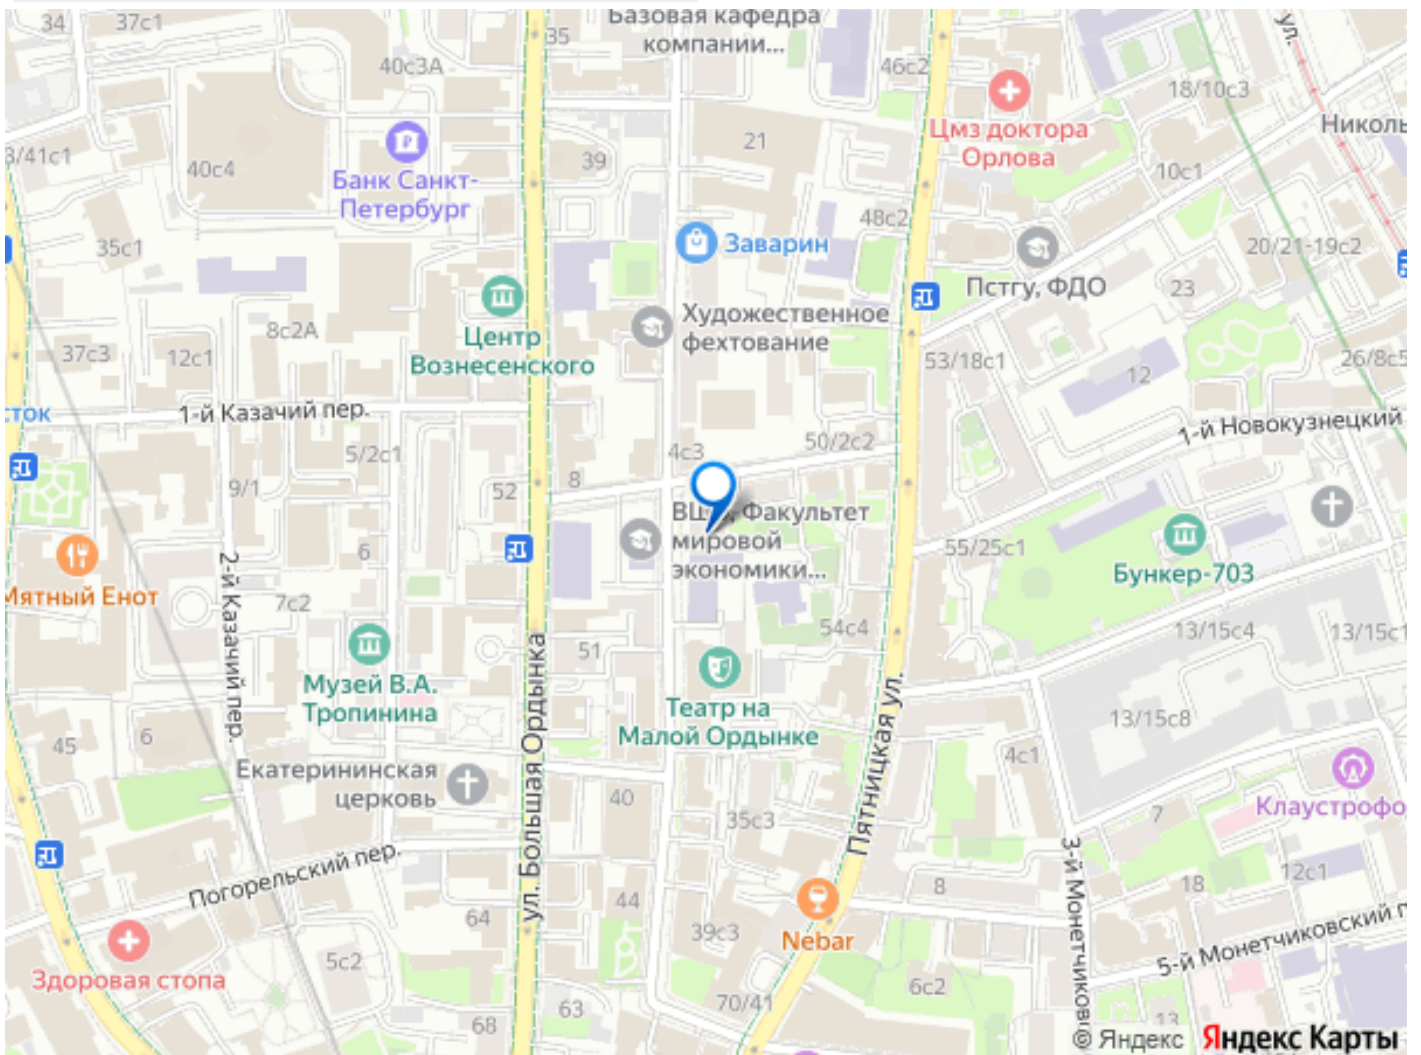 34
37с1
35
Базовая кафедра
компании...
46с2
40с3А
18/10с3
Цмз доктора
Орлова
Николь
3/41с1
40с4
Банк Санкт-
Петербург
39
21
10с1
48с2
35с1
Заварин
20/21-19с2
Пстгу, ФДО
23
8с2А
Центр
Вознесенского
Художественное
фехтование
37с3
12с1
53/18с1
12
26/8с5
сток
1-й Казачий пер.
1-й Новокузнецкий
5/2с1
4с3
50/2с2
9/1
52
8
ВШЭ, Факультет
мировой
экономики...
6
55/25с1
Бункер-703
Мятный Енот
2-й Казачий пер.
7с2
54с4
13/15с4
13/15с1
51
Музей В.А.
Тропинина
Театр на
Малой Ордынке
ул. Большая Ордынка
Пятницкая ул.
13/15с8
45
6
4с1
Екатерининская
церковь
40
35с3
7
Клаустрофо
Погорельский пер.
3-й Монетчиковс
8
18
12с1
64
44
39с3
Nebar
5-й Монетчиковский п
Здоровая стопа
5с2
6с2
63
70/41
68
13
ул.
© Яндекс
Яндекс Карты